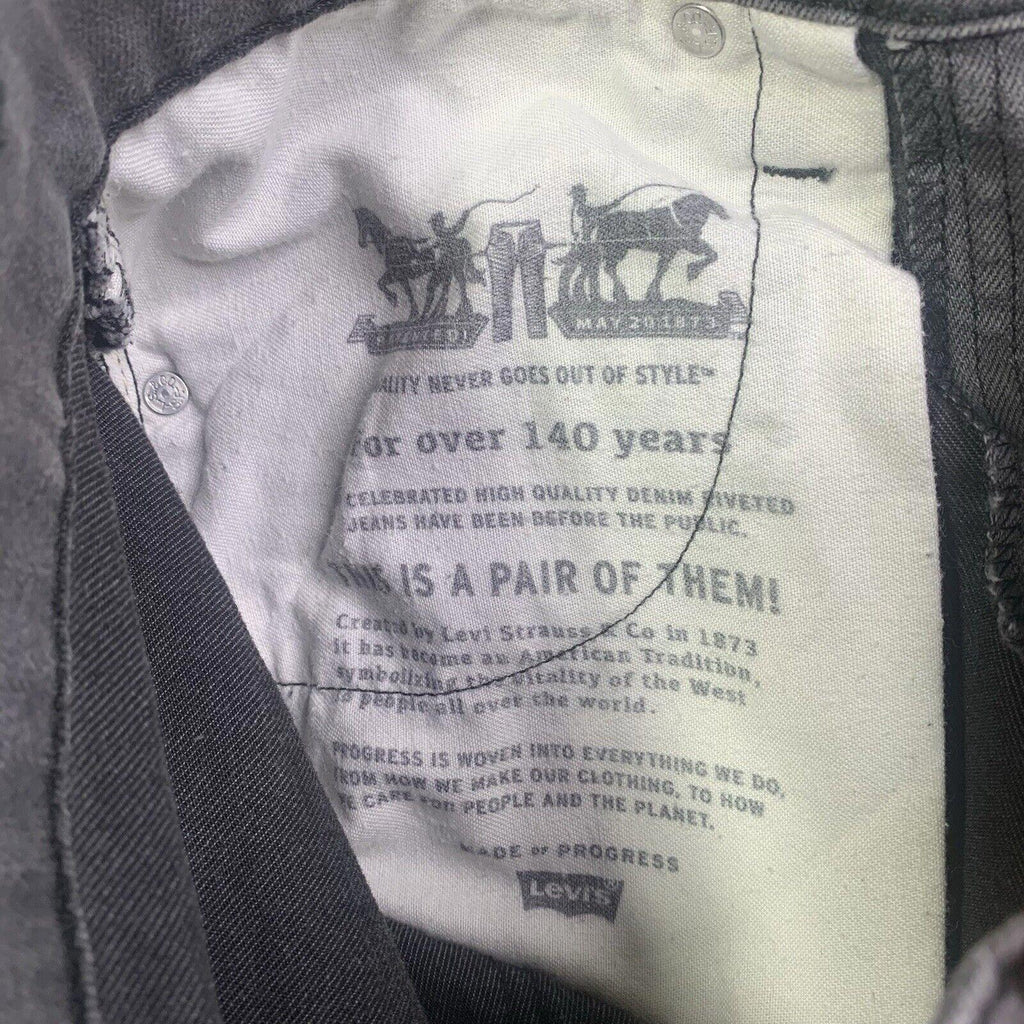 MAY 20 1873
NEVER GOES OUT OF STYLE™
for over 140 years
CELEBRATED HIGH QUALITY DENIM RIVETED
JEANS HAVE BEEN BEFORE THE PUBLIC.
THIS IS A PAIR OF THEM!
Created by Levi Strauss & Co in 1873
it has become an American Tradition,
symbolizing the Vitality of the West
to people all over the world.
PROGRESS IS WOVEN INTO EVERYTHING WE DO,
FROM HOW WE MAKE OUR CLOTHING, TO HOW
WE CARE FOR PEOPLE AND THE PLANET.
MADE OF PROGRESS
Levi's